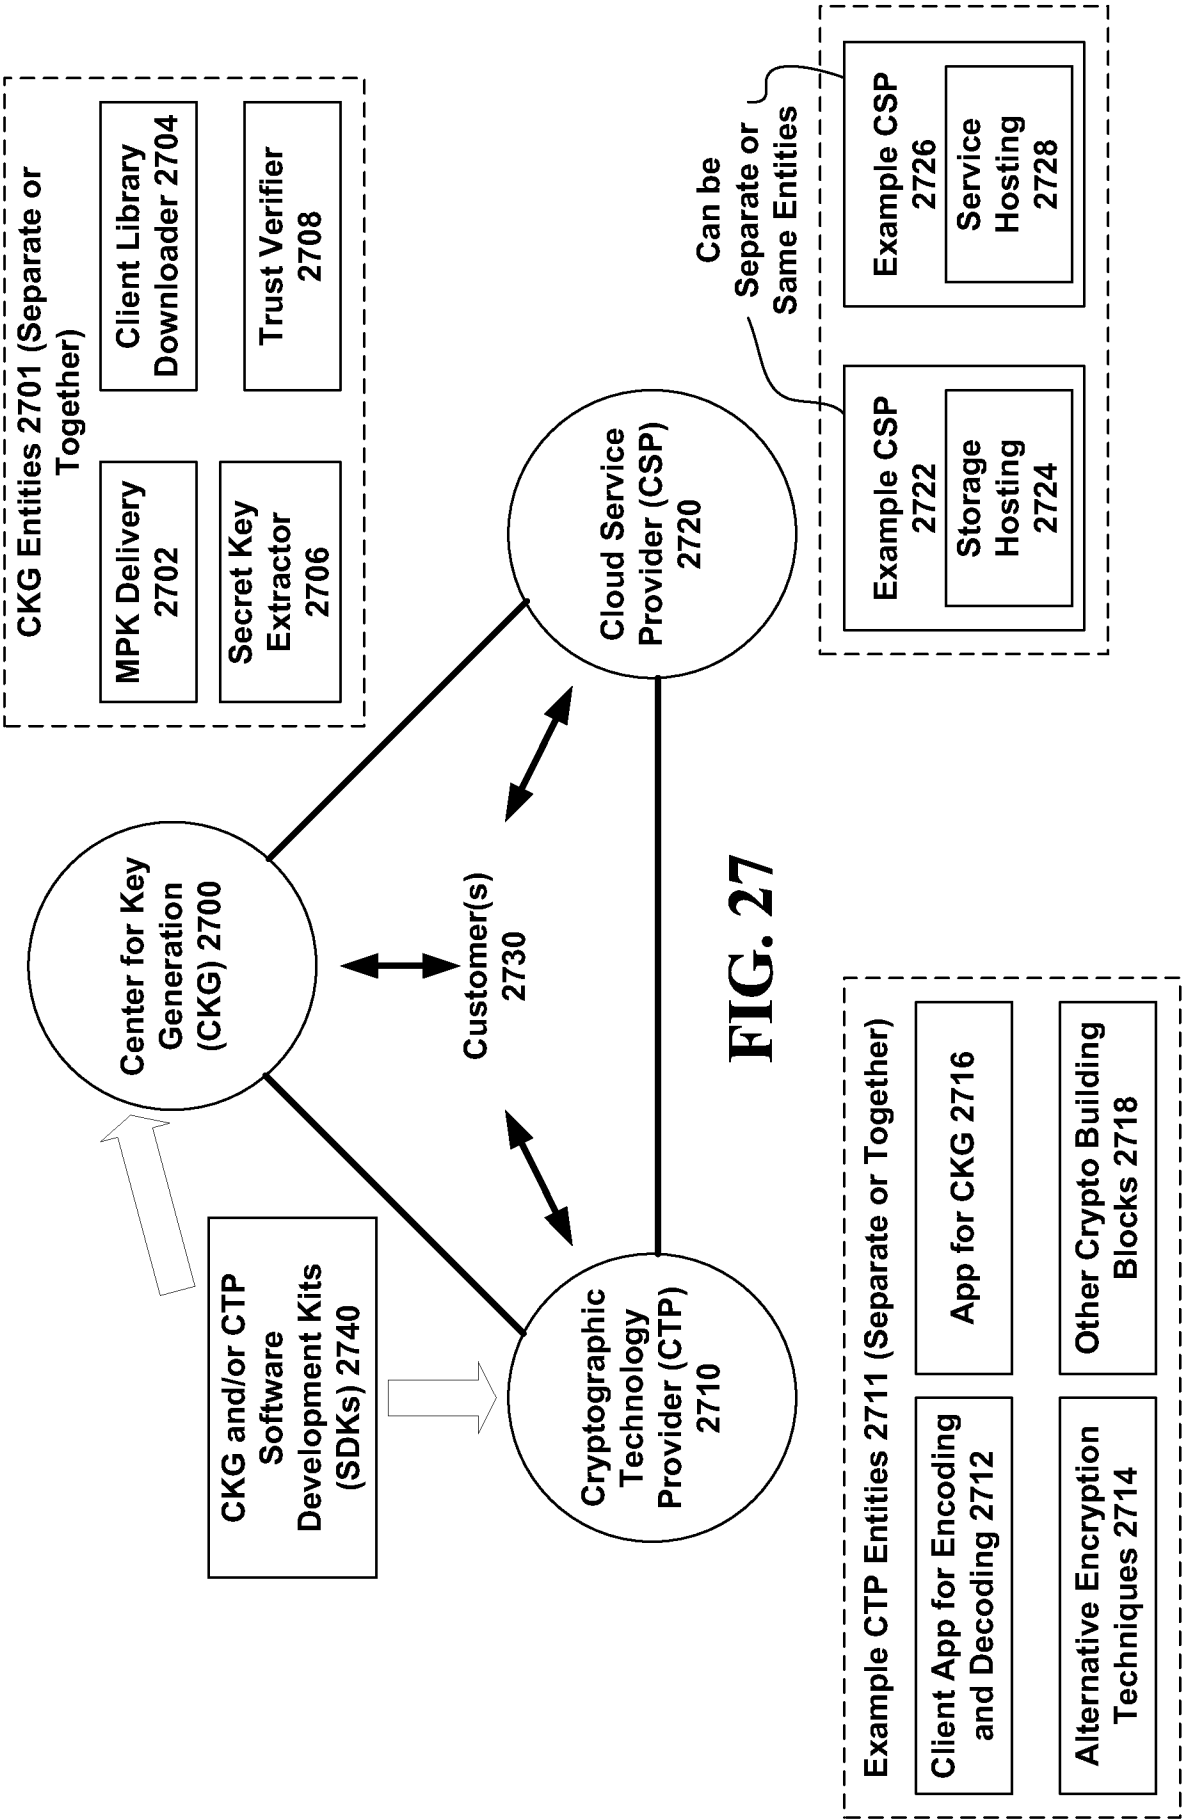 CKG Entities 2701 (Separate or
Together)
MPK Delivery
2702
Client Library
Downloader 2704
Secret Key
Extractor
2706
Trust Verifier
2708
Center for Key
Generation
(CKG) 2700
CKG and/or CTP
Software
Development Kits
(SDKs) 2740
Customer(s)
2730
Cryptographic
Technology
Provider (CTP)
2710
Cloud Service
Provider (CSP)
2720
Can be
Separate or
Same Entities
FIG. 27
Example CTP Entities 2711 (Separate or Together)
Client App for Encoding
and Decoding 2712
App for CKG 2716
Alternative Encryption
Techniques 2714
Other Crypto Building
Blocks 2718
Example CSP
2722
Storage
Hosting
2724
Example CSP
2726
Service
Hosting
2728